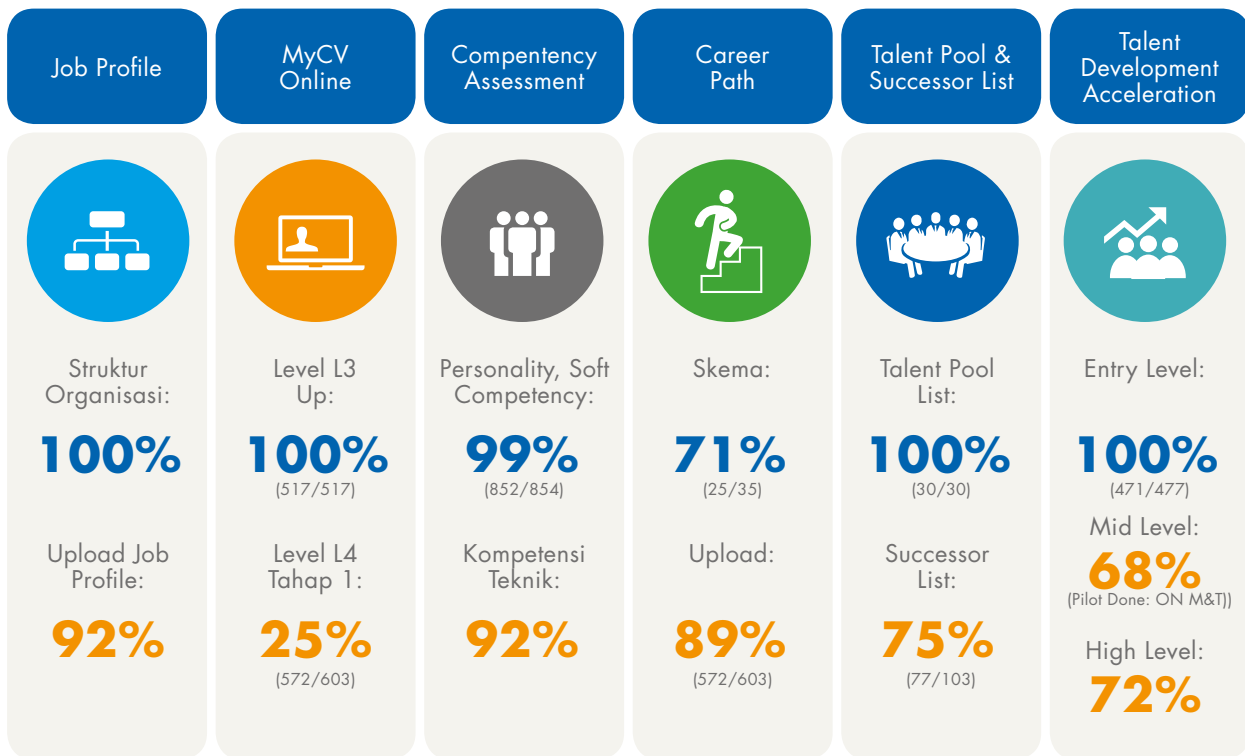 Job Profile
MyCV
Online
Compentency
Assessment
Career
Path
Talent Pool &
Successor List
Talent
Development
Acceleration
Struktur
Organisasi:
100%
Upload Job
Profile:
92%
Level L3
Up:
100%
(517/517)
Level L4
Tahap 1:
25%
(572/603)
Personality, Soft
Competency:
99%
(852/854)
Kompetensi
Teknik:
92%
Skema:
71%
(25/35)
Upload:
89%
(572/603)
Talent Pool
List:
100%
(30/30)
Successor
List:
75%
(77/103)
Entry Level:
100%
(471/477)
Mid Level:
68%
(Pilot Done: ON M&T))
High Level:
72%